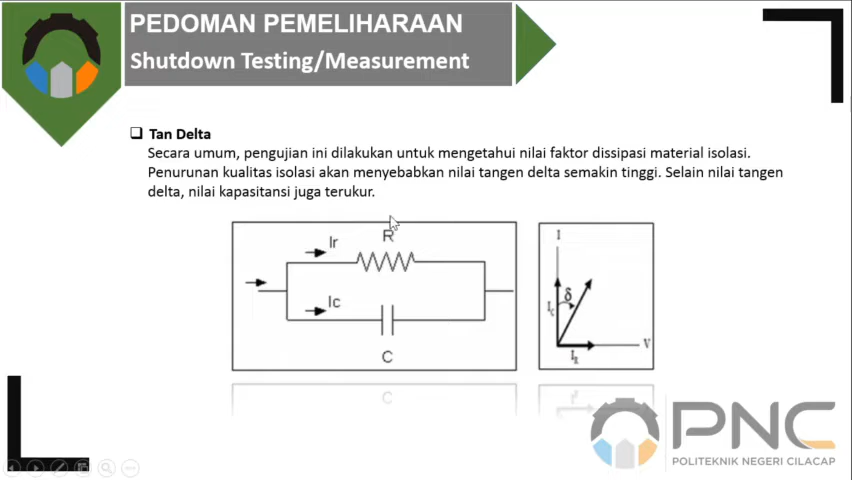 PEDOMAN PEMELIHARAAN
Shutdown Testing/Measurement
Tan Delta
Secara umum, pengujian ini dilakukan untuk mengetahui nilai faktor dissipasi material isolasi.
Penurunan kualitas isolasi akan menyebabkan nilai tangen delta semakin tinggi. Selain nilai tangen
delta, nilai kapasitansi juga terukur.
Ir
R
Ic
C
I
δ
Ic
V
IR
PNC
POLITEKNIK NEGERI CILACAP